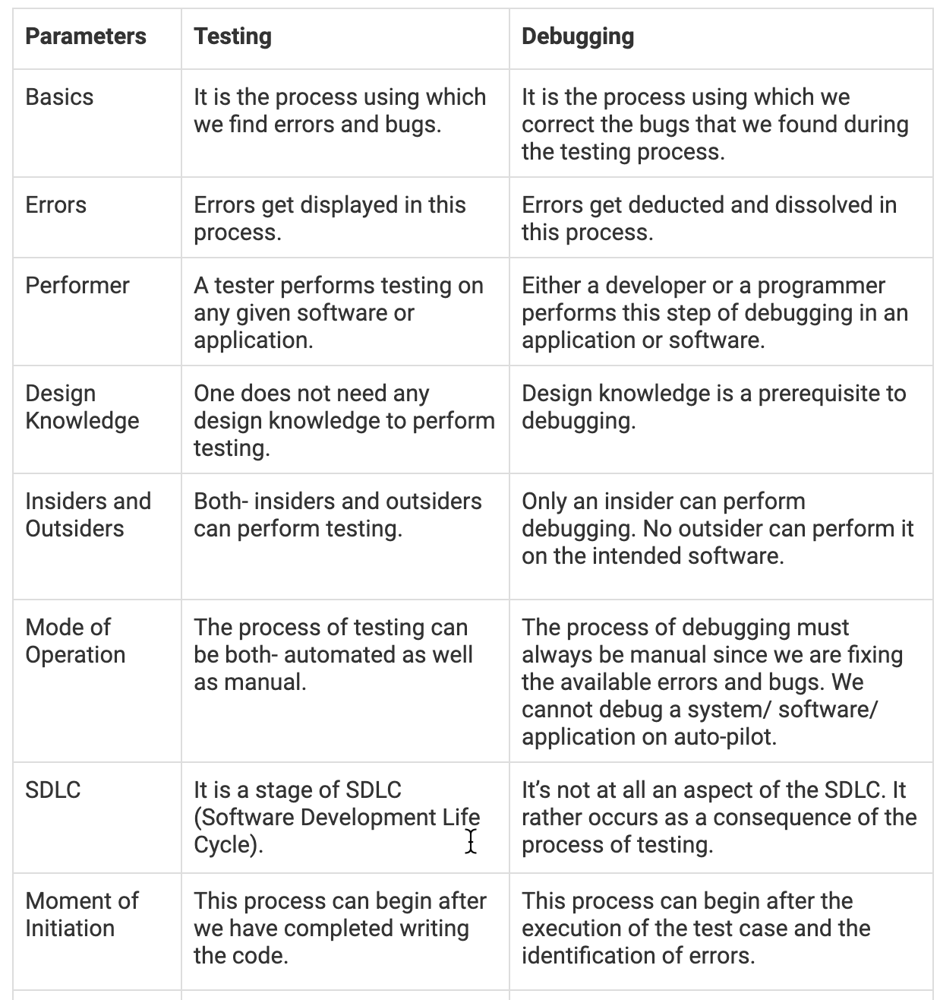 Parameters
Testing
Debugging
Basics
It is the process using which
we find errors and bugs.
It is the process using which we
correct the bugs that we found during
the testing process.
Errors
Errors get displayed in this
process.
Errors get deducted and dissolved in
this process.
Performer
A tester performs testing on
any given software or
application.
Either a developer or a programmer
performs this step of debugging in an
application or software.
Design
Knowledge
One does not need any
design knowledge to perform
testing.
Design knowledge is a prerequisite to
debugging.
Insiders and
Outsiders
Both- insiders and outsiders
can perform testing.
Only an insider can perform
debugging. No outsider can perform it
on the intended software.
Mode of
Operation
The process of testing can
be both- automated as well
as manual.
The process of debugging must
always be manual since we are fixing
the available errors and bugs. We
cannot debug a system/ software/
application on auto-pilot.
SDLC
It is a stage of SDLC
(Software Development Life
Cycle).
It’s not at all an aspect of the SDLC. It
rather occurs as a consequence of the
process of testing.
Moment of
Initiation
This process can begin after
we have completed writing
the code.
This process can begin after the
execution of the test case and the
identification of errors.